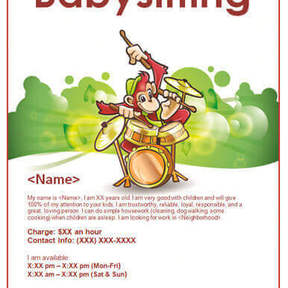 Babysitting
<Name>
My name is <Name>. I am XX years old. I am very good with children and will give
100% of my attention to your kids. I am trustworthy, reliable, loyal, responsible, and a
great, loving person. I can do simple housework (cleaning, dog walking, some
cooking) when children are asleep. I am looking for work in <Neighborhood>
Charge: $XX an hour
Contact Info: (XXX) XXX-XXXX
I am available:
X:XX pm – X:XX pm (Mon-Fri)
X:XX am – X:XX pm (Sat & Sun)